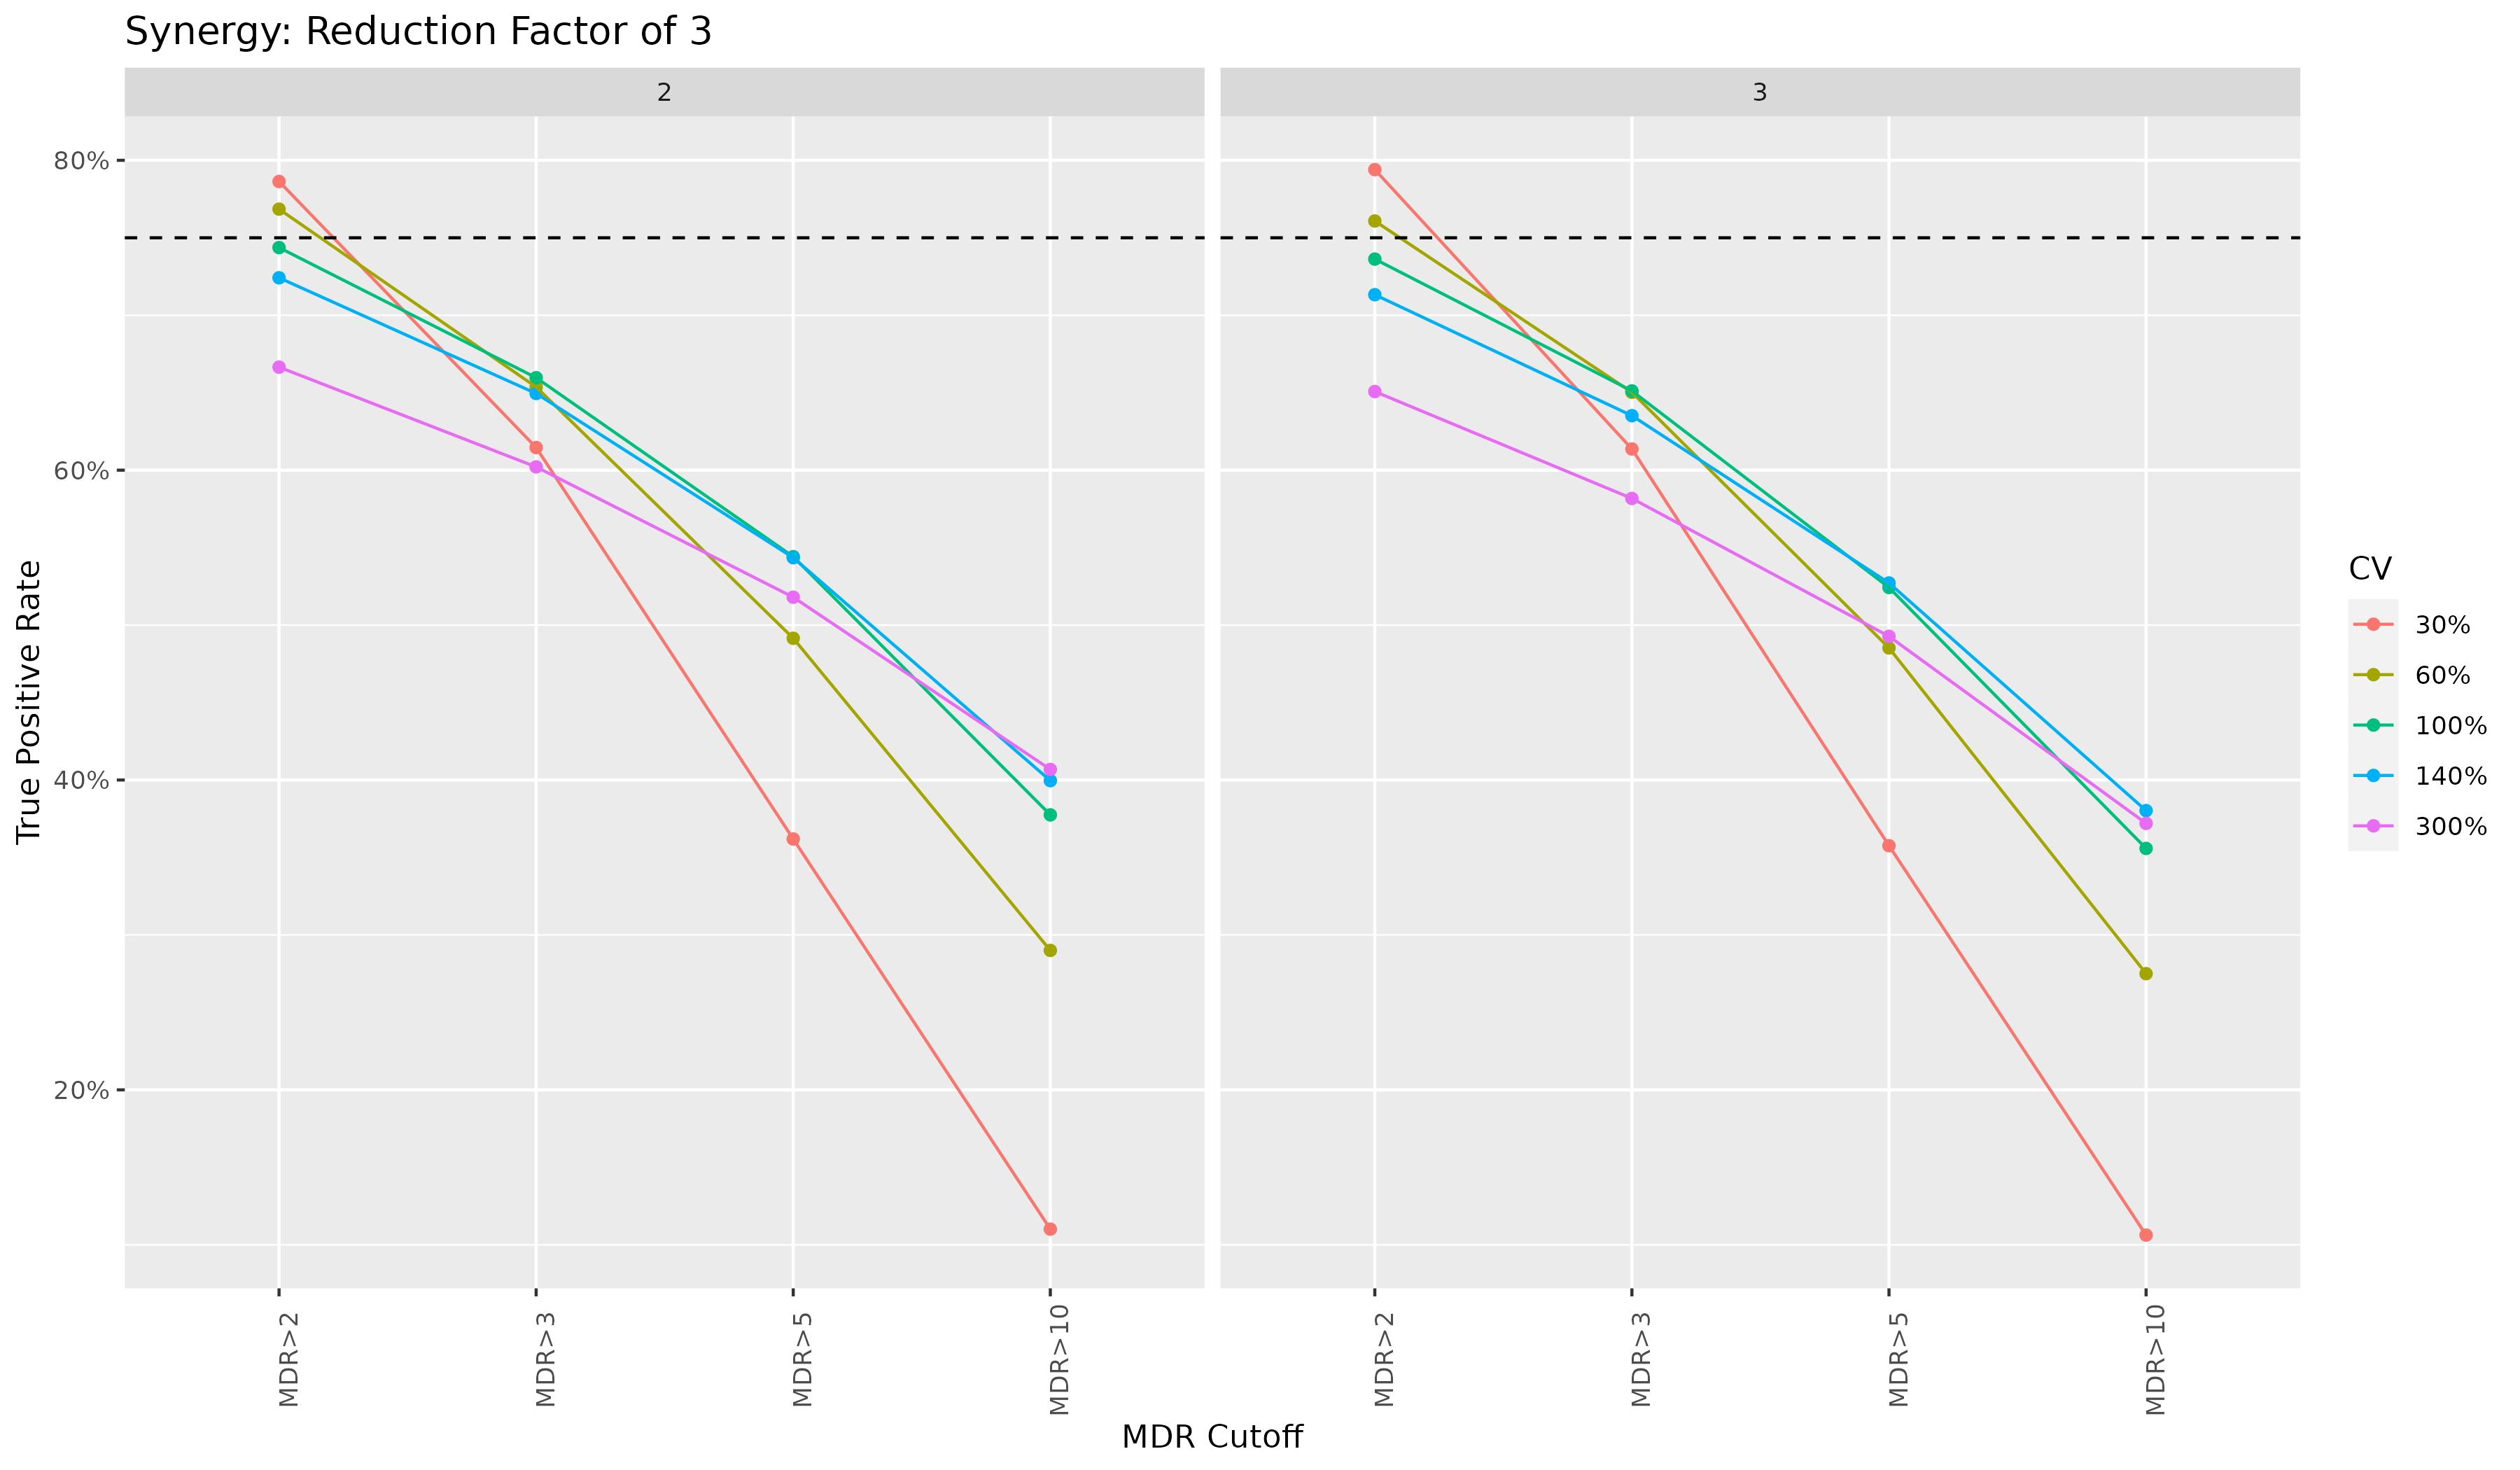 Synergy: Reduction Factor of 3
2
3
True Positive Rate
80%
60%
40%
20%
MDR>2
MDR>3
MDR>5
MDR>10
MDR>2
MDR>3
MDR>5
MDR>10
MDR Cutoff
CV
30%
60%
100%
140%
300%